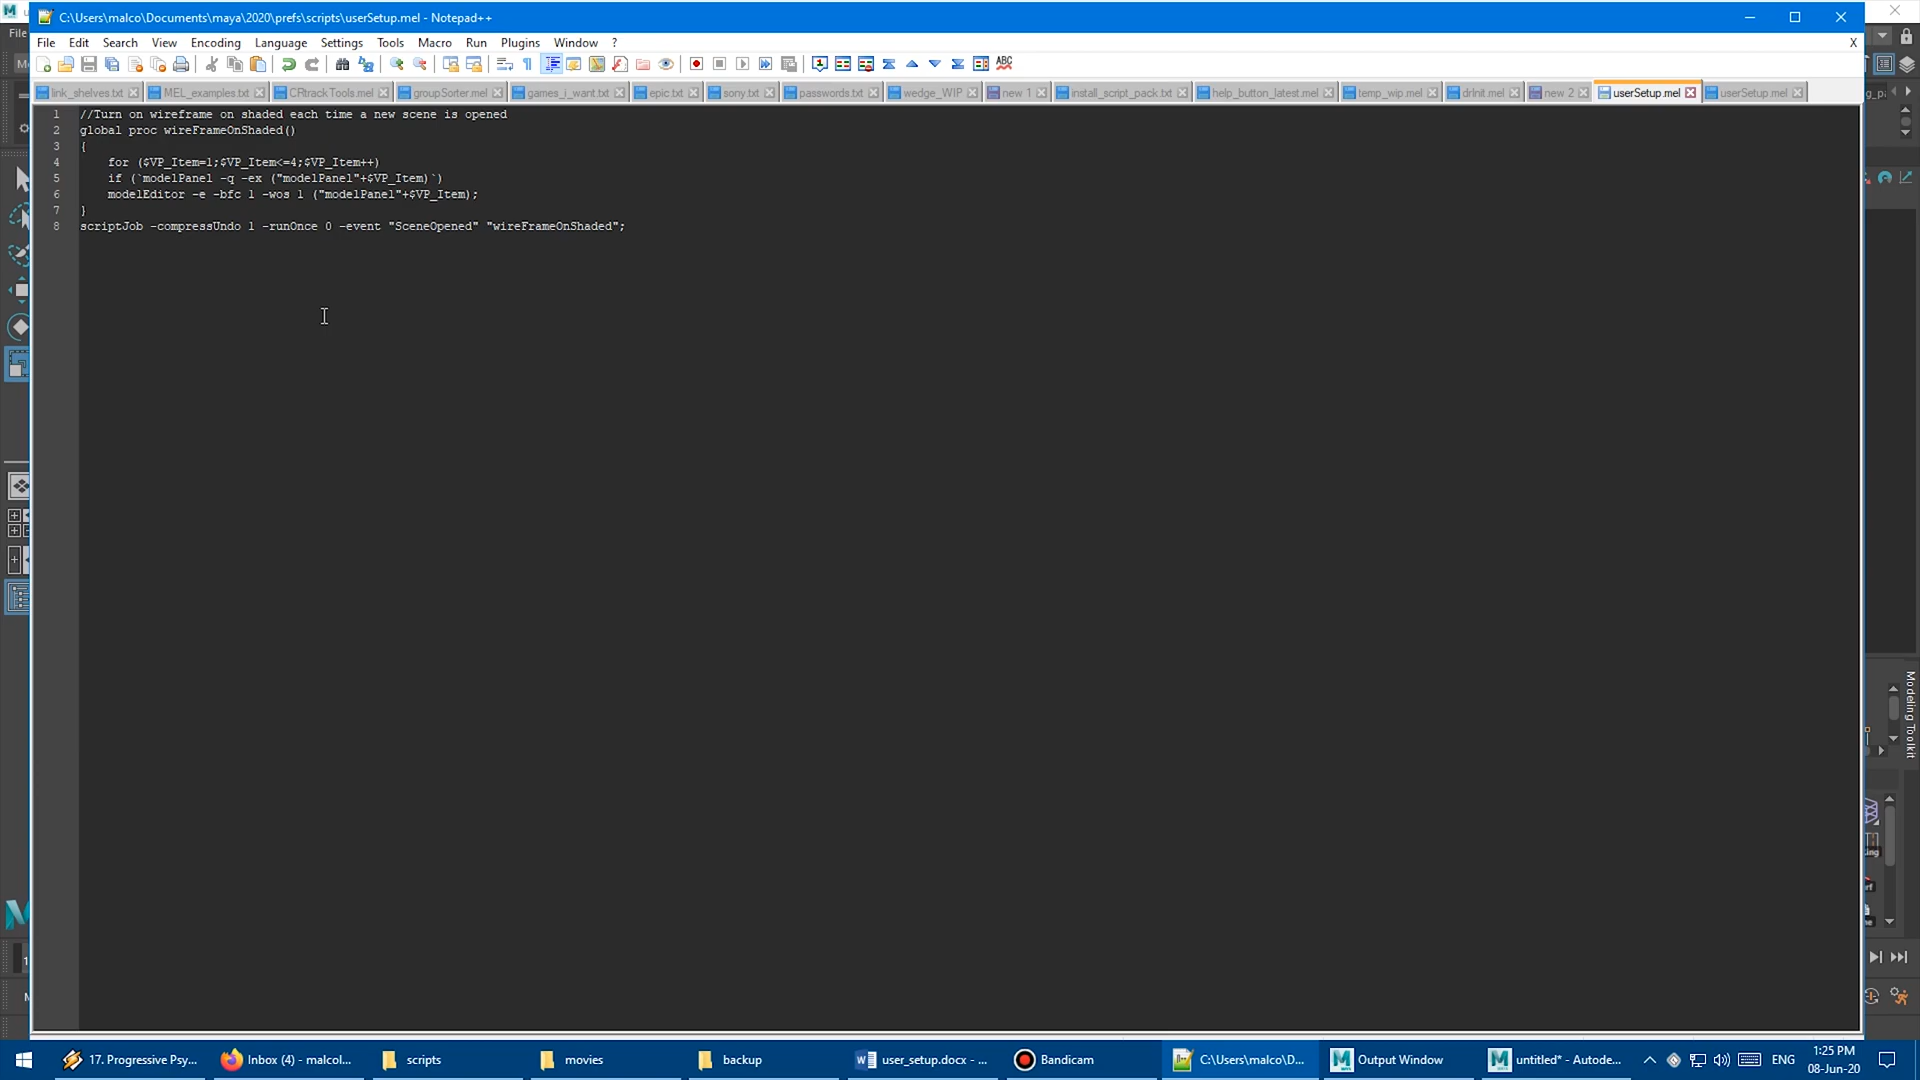 C:\Users\malco\Documents\maya\2020\prefs\scripts\userSetup.mel - Notepad++
File
File Edit Search View Encoding Language Settings Tools Macro Run Plugins Window ? X
link_shelves.txt MEL_examples.txt CRtrackTools.mel groupSorter.mel games_i_want.txt epic.txt sony.txt passwords.txt wedge_WIP new 1 install_script_pack.txt help_button_latest.mel temp_wip.mel drInit.mel new 2 userSetup.mel userSetup.mel
1 //Turn on wireframe on shaded each time a new scene is opened
2 global proc wireFrameOnShaded()
3 {
4 for ($VP_Item=1;$VP_Item<=4;$VP_Item++)
5 if (`modelPanel -q -ex ("modelPanel"+$VP_Item)`)
6 modelEditor -e -bfc 1 -wos 1 ("modelPanel"+$VP_Item);
7 }
8 scriptJob -compressUndo 1 -runOnce 0 -event "SceneOpened" "wireFrameOnShaded";
Modeling Toolkit
17. Progressive Psy... Inbox (4) - malcol... scripts movies backup user_setup.docx - ... Bandicam C:\Users\malco\D... Output Window untitled* - Autode... ENG 1:25 PM
08-Jun-20